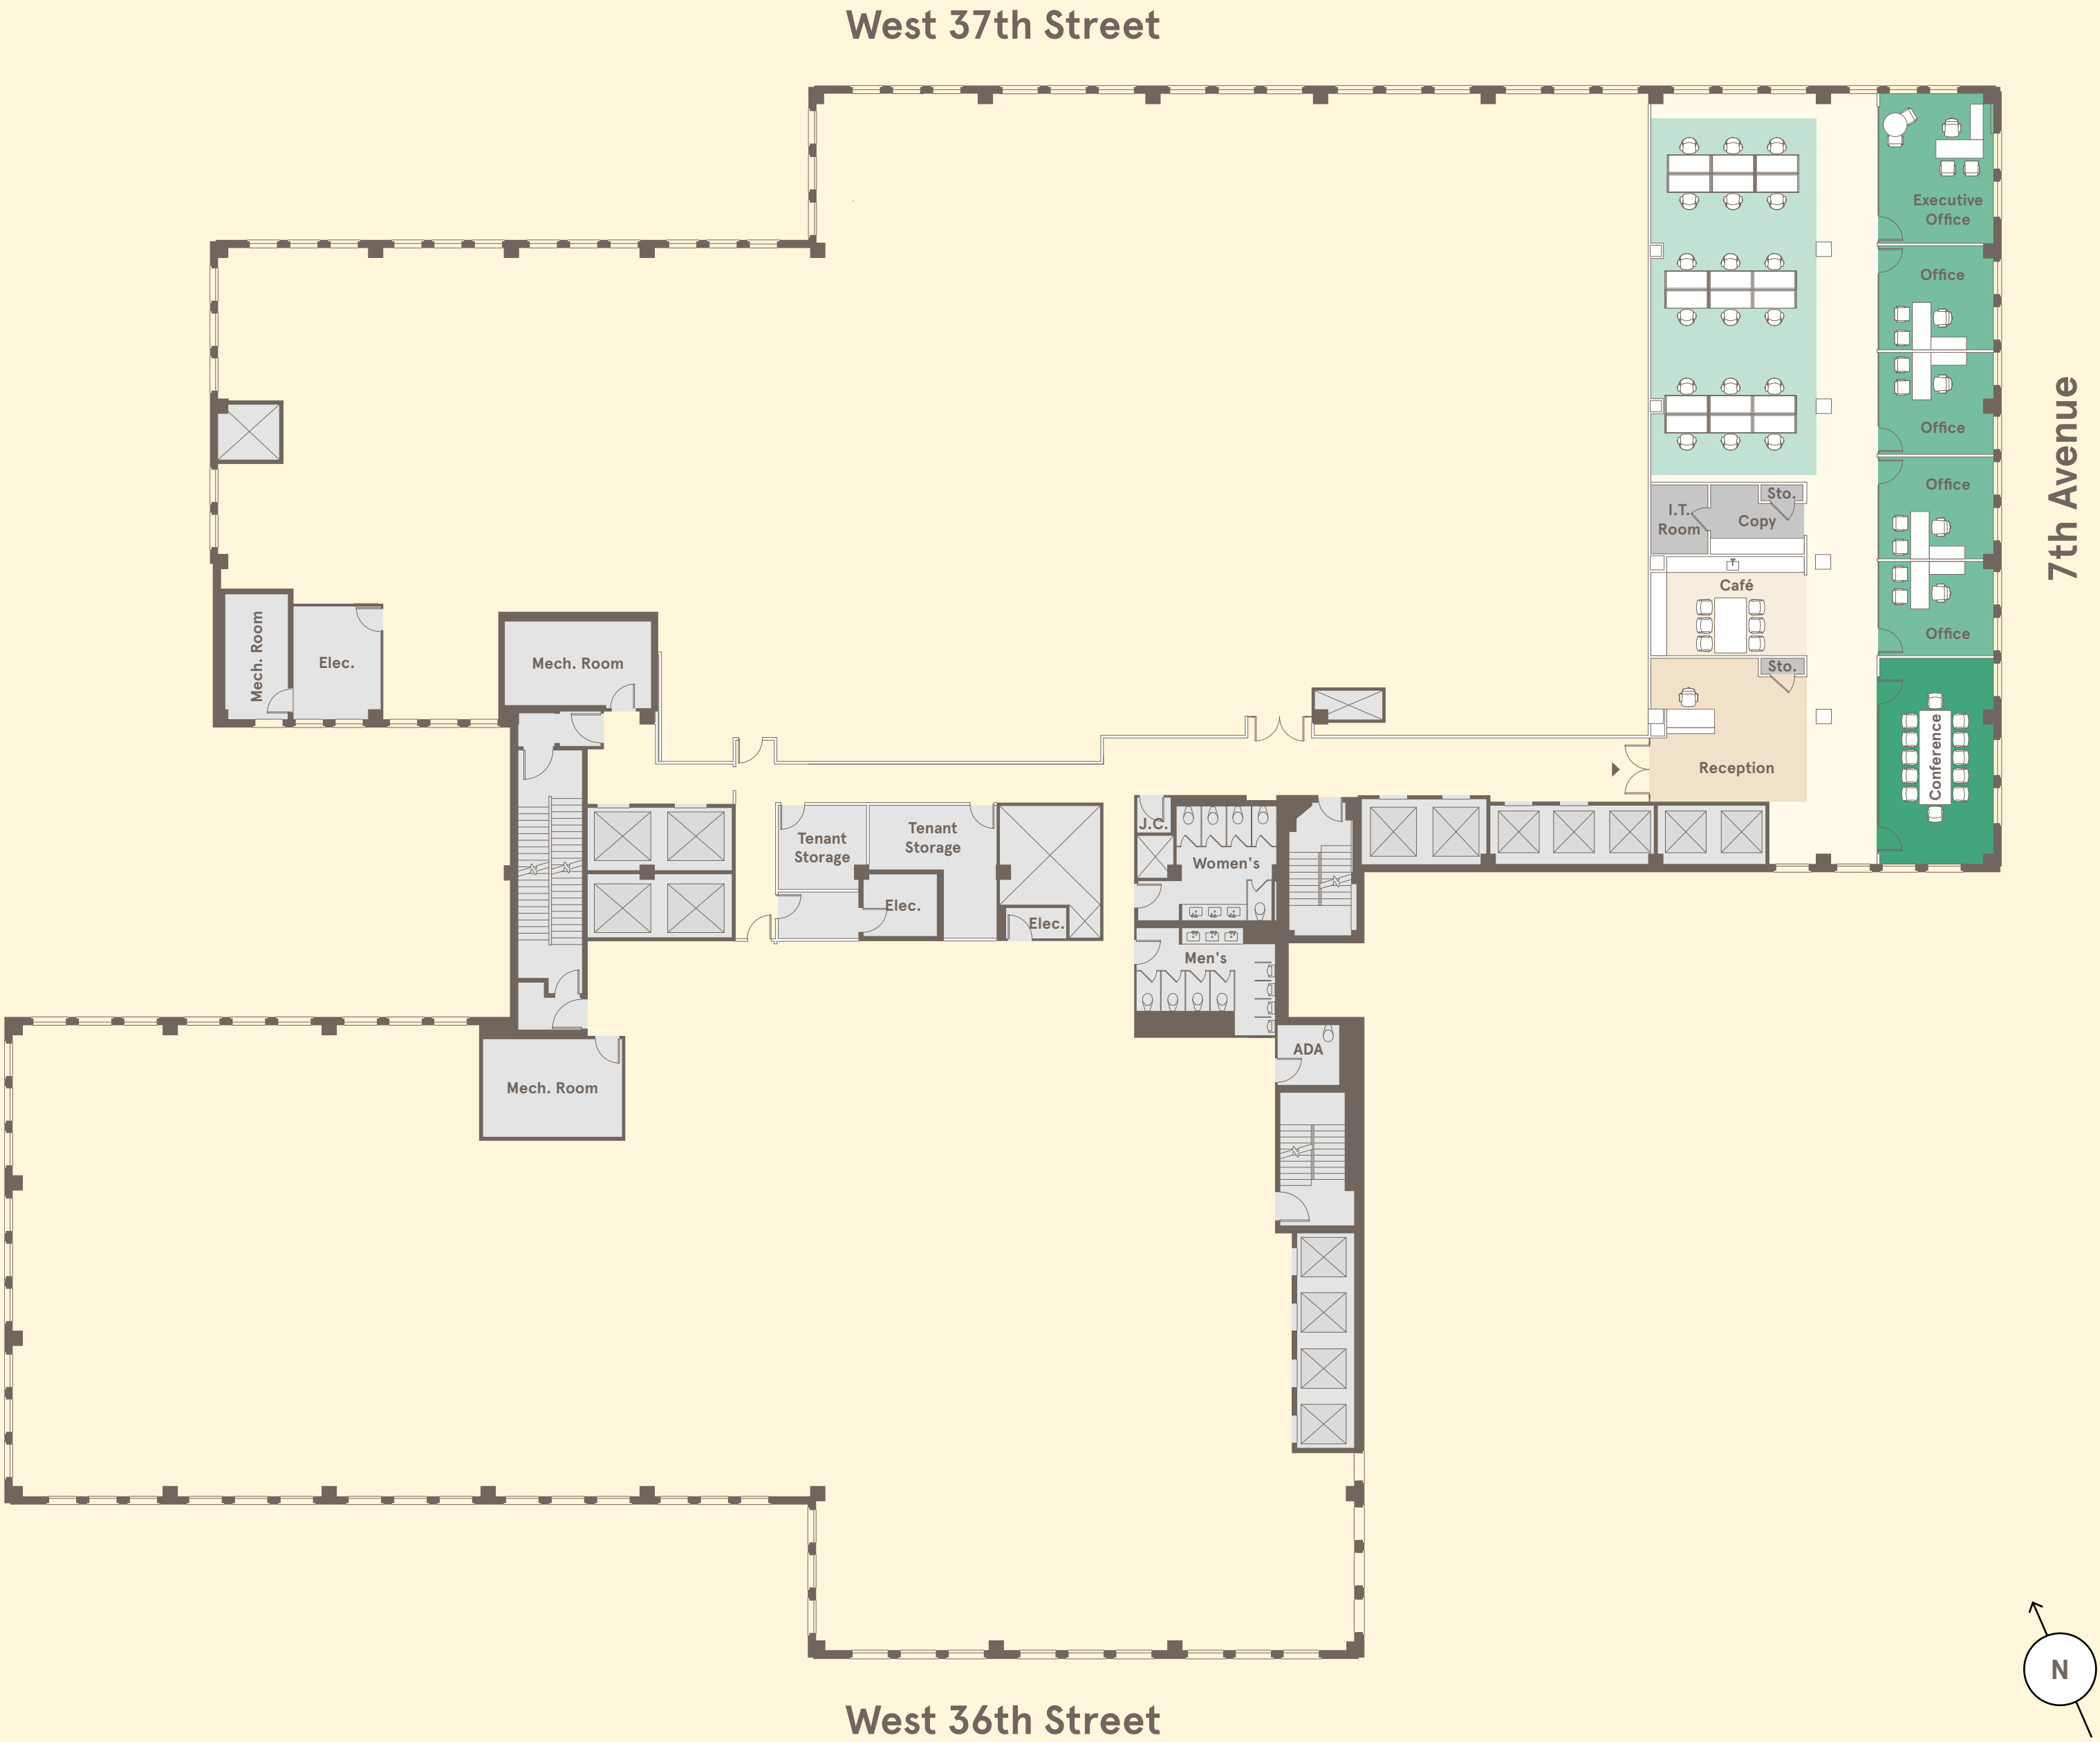 West 37th Street
Executive
Office
Office
7th Avenue
Office
Office
Sto.
I.T.
Room
Copy
Café
Office
Mech. Room
Elec.
Mech. Room
Sto.
Conference
Reception
Tenant
Storage
Tenant
Storage
J.C.
Women's
Elec.
Elec.
Men's
ADA
Mech. Room
N
West 36th Street